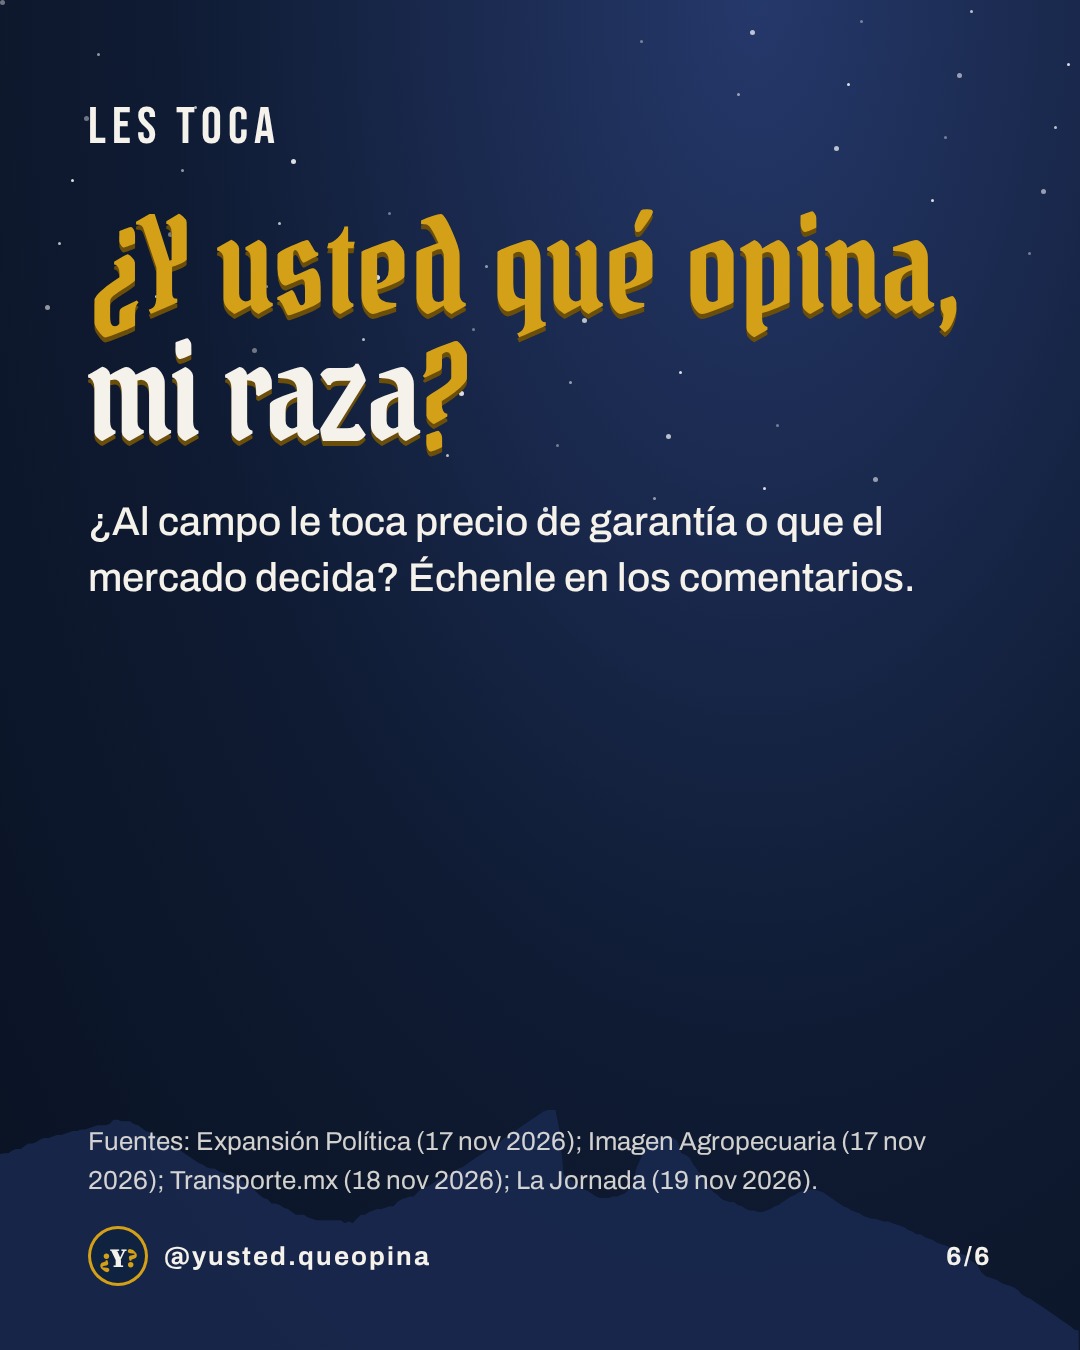 LES TOCA
¿Y usted qué opina,
mi raza?
¿Al campo le toca precio de garantía o que el
mercado decida? Échenle en los comentarios.
Fuentes: Expansión Política (17 nov 2026); Imagen Agropecuaria (17 nov
2026); Transporte.mx (18 nov 2026); La Jornada (19 nov 2026).
¿Y? @yusted.queopina 6/6